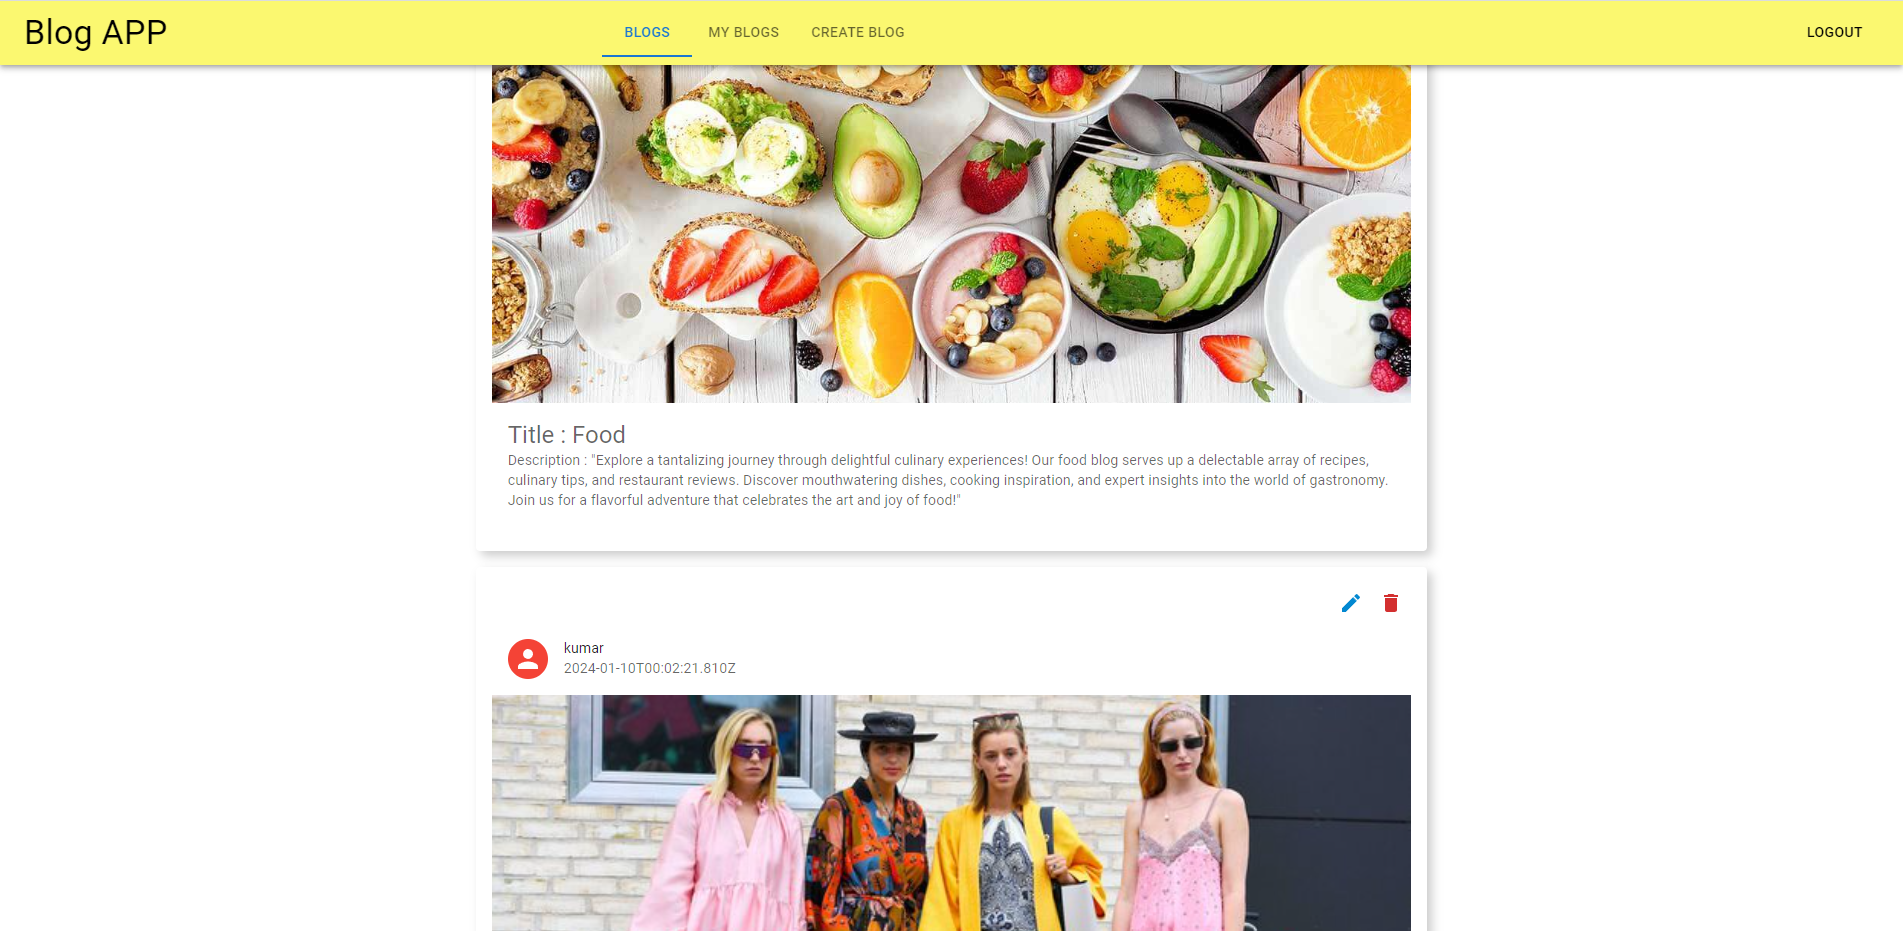 Blog APP
BLOGS
MY BLOGS
CREATE BLOG
LOGOUT
Title : Food
Description : "Explore a tantalizing journey through delightful culinary experiences! Our food blog serves up a delectable array of recipes,
culinary tips, and restaurant reviews. Discover mouthwatering dishes, cooking inspiration, and expert insights into the world of gastronomy.
Join us for a flavorful adventure that celebrates the art and joy of food!"
kumar
2024-01-10T00:02:21.810Z